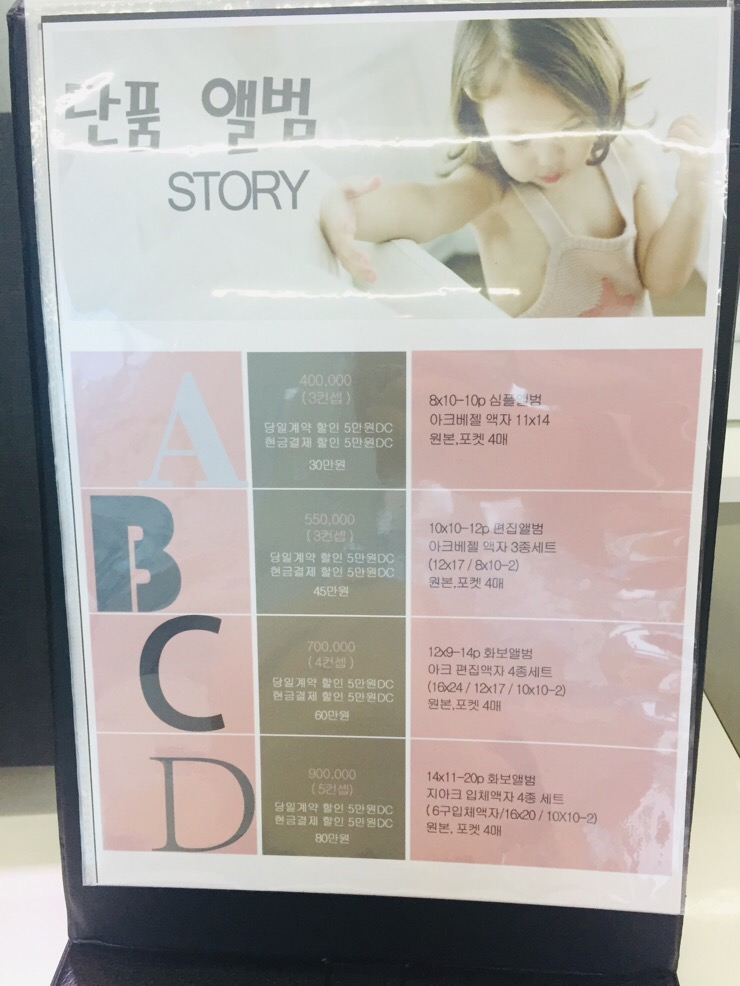 단품 앨범
STORY
A
400,000
(3컨셉)
당일계약 할인 5만원DC
현금결제 할인 5만원DC
30만원
8x10-10p 심플앨범
아크베젤 액자 11x14
원본,포켓 4매
B
550,000
(3컨셉)
당일계약 할인 5만원DC
현금결제 할인 5만원DC
45만원
10x10-12p 편집앨범
아크베젤 액자 3종세트
(12x17 / 8x10-2)
원본,포켓 4매
C
700,000
(4컨셉)
당일계약 할인 5만원DC
현금결제 할인 5만원DC
60만원
12x9-14p 화보앨범
아크 편집액자 4종세트
(16x24 / 12x17 / 10x10-2)
원본,포켓 4매
D
900,000
(5컨셉)
당일계약 할인 5만원DC
현금결제 할인 5만원DC
80만원
14x11-20p 화보앨범
지아크 입체액자 4종 세트
( 6구입체액자/16x20 / 10X10-2)
원본, 포켓 4매